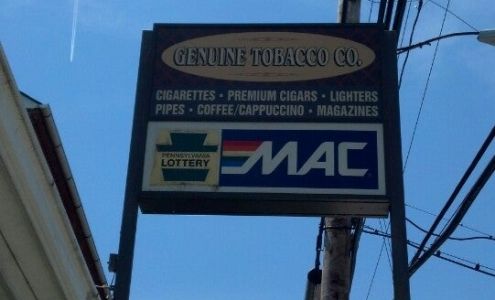 GENUINE TOBACCO CO.
CIGARETTES • PREMIUM CIGARS • LIGHTERS
PIPES • COFFEE/CAPPUCCINO • MAGAZINES
PENNSYLVANIA
LOTTERY
MAC